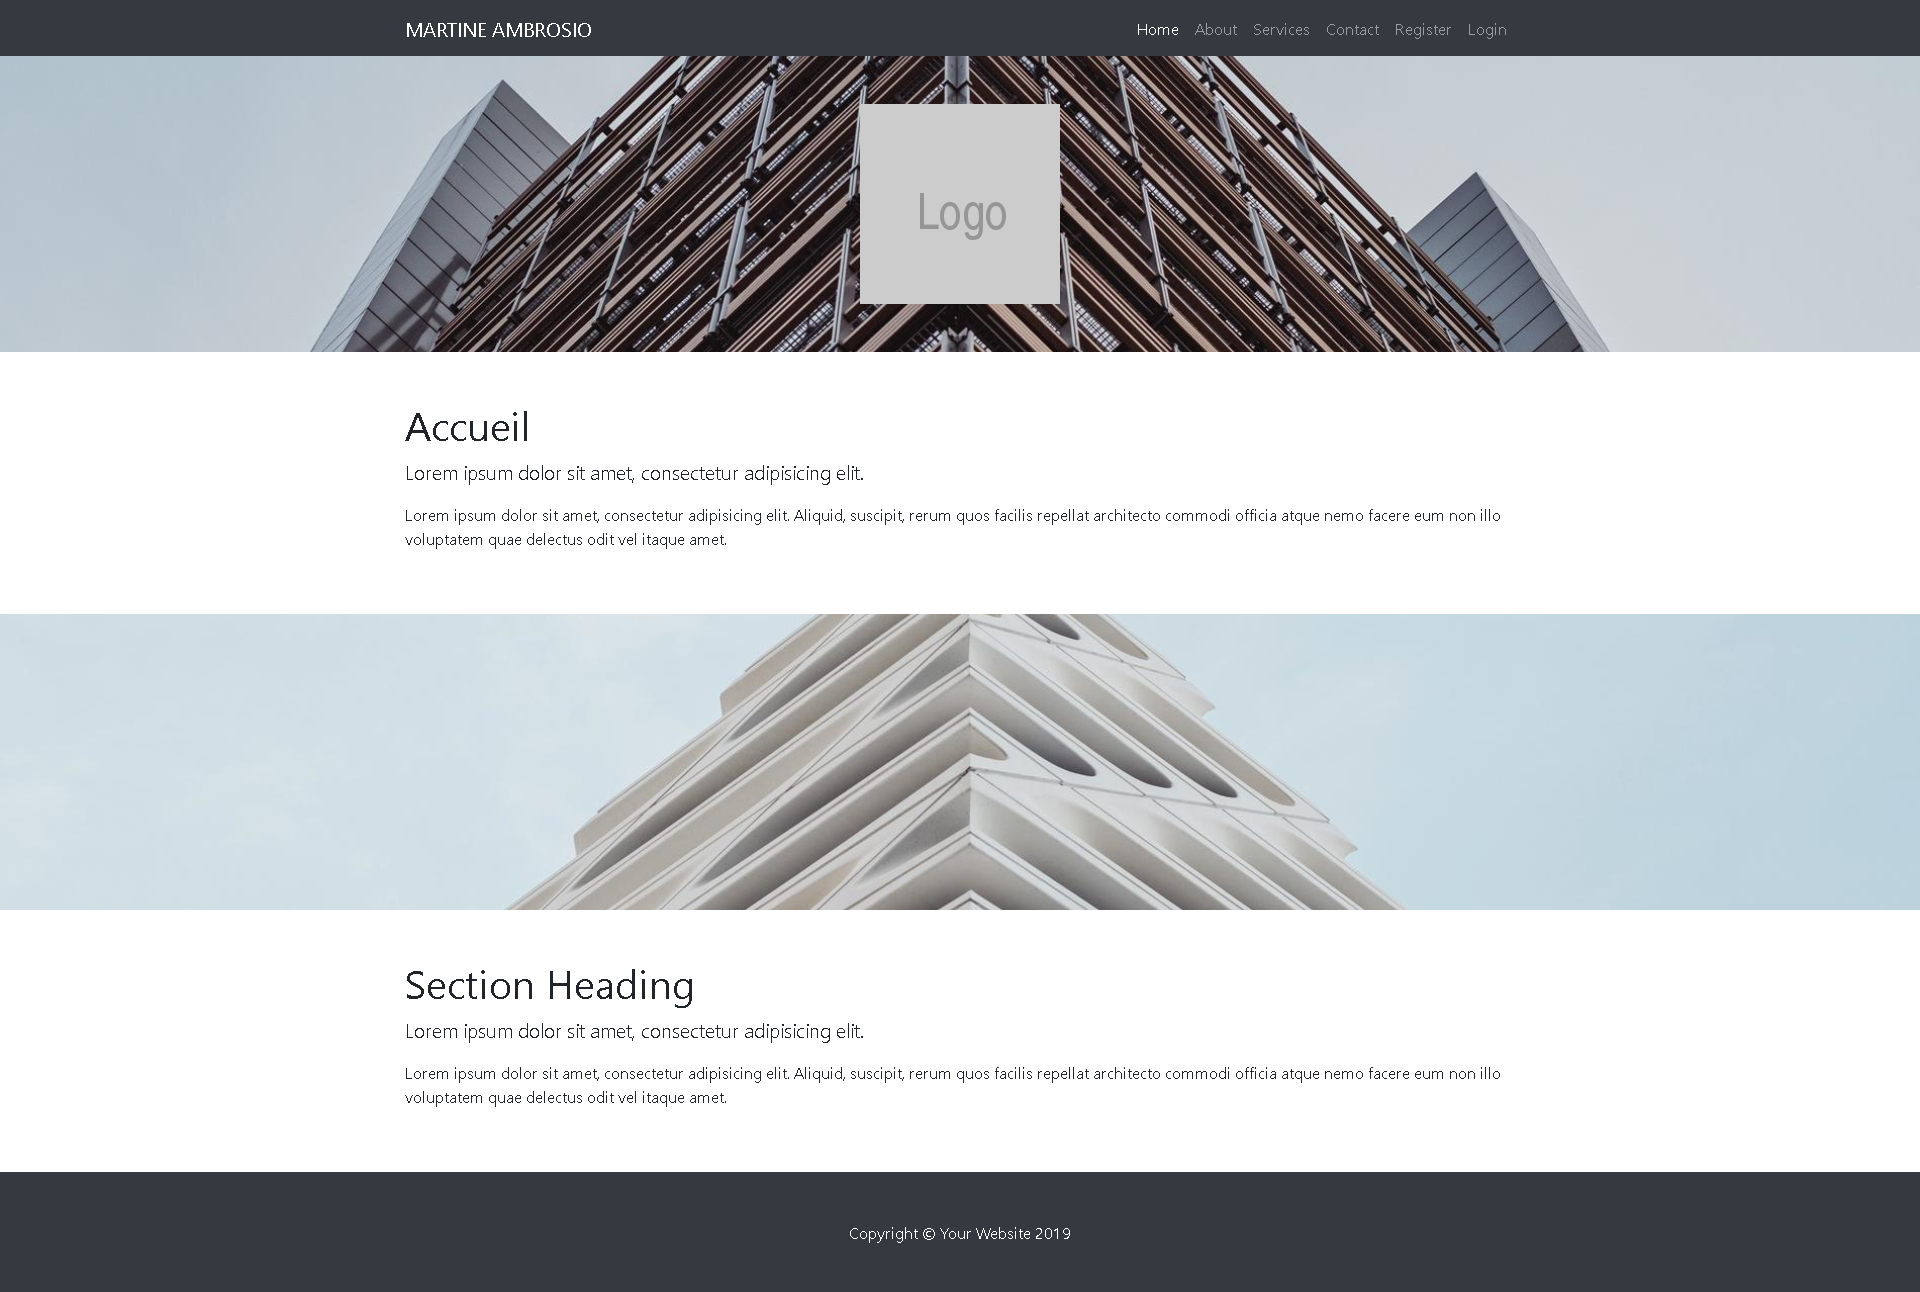 MARTINE AMBROSIO
Home About Services Contact Register Login
Logo
Accueil
Lorem ipsum dolor sit amet, consectetur adipisicing elit.
Lorem ipsum dolor sit amet, consectetur adipisicing elit. Aliquid, suscipit, rerum quos facilis repellat architecto commodi officia atque nemo facere eum non illo
voluptatem quae delectus odit vel itaque amet.
Section Heading
Lorem ipsum dolor sit amet, consectetur adipisicing elit.
Lorem ipsum dolor sit amet, consectetur adipisicing elit. Aliquid, suscipit, rerum quos facilis repellat architecto commodi officia atque nemo facere eum non illo
voluptatem quae delectus odit vel itaque amet.
Copyright © Your Website 2019